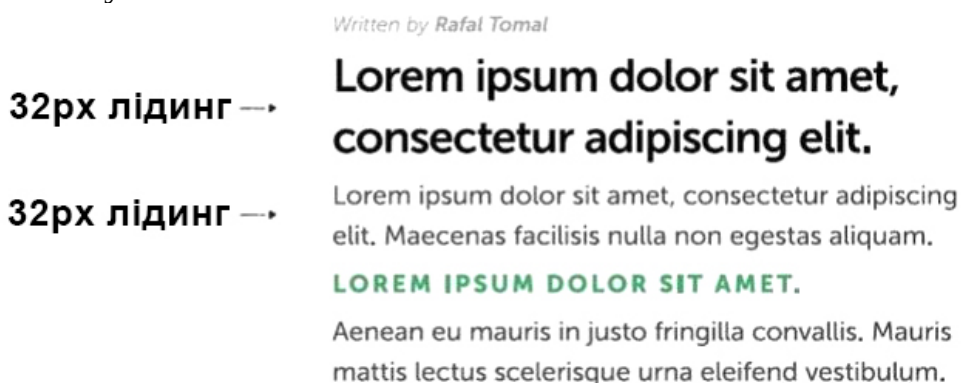 Written by Rafal Tomal
Lorem ipsum dolor sit amet,
32px лідинг
consectetur adipiscing elit.
Lorem ipsum dolor sit amet, consectetur adipiscing
32px лідинг
elit. Maecenas facilisis nulla non egestas aliquam.
LOREM IPSUM DOLOR SIT AMET.
Aenean eu mauris in justo fringilla convallis. Mauris
mattis lectus scelerisque urna eleifend vestibulum.